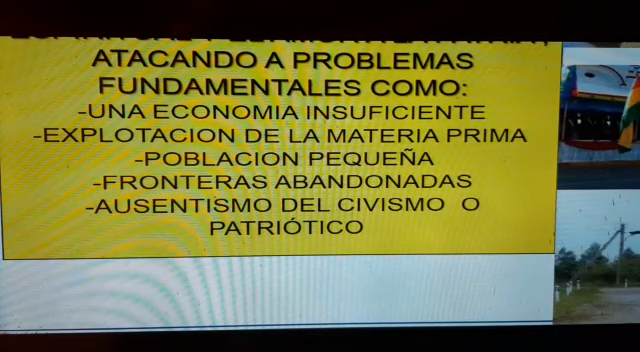 ATACANDO A PROBLEMAS
FUNDAMENTALES COMO:
-UNA ECONOMIA INSUFICIENTE
-EXPLOTACION DE LA MATERIA PRIMA
-POBLACION PEQUEÑA
-FRONTERAS ABANDONADAS
-AUSENTISMO DEL CIVISMO O
PATRIÓTICO